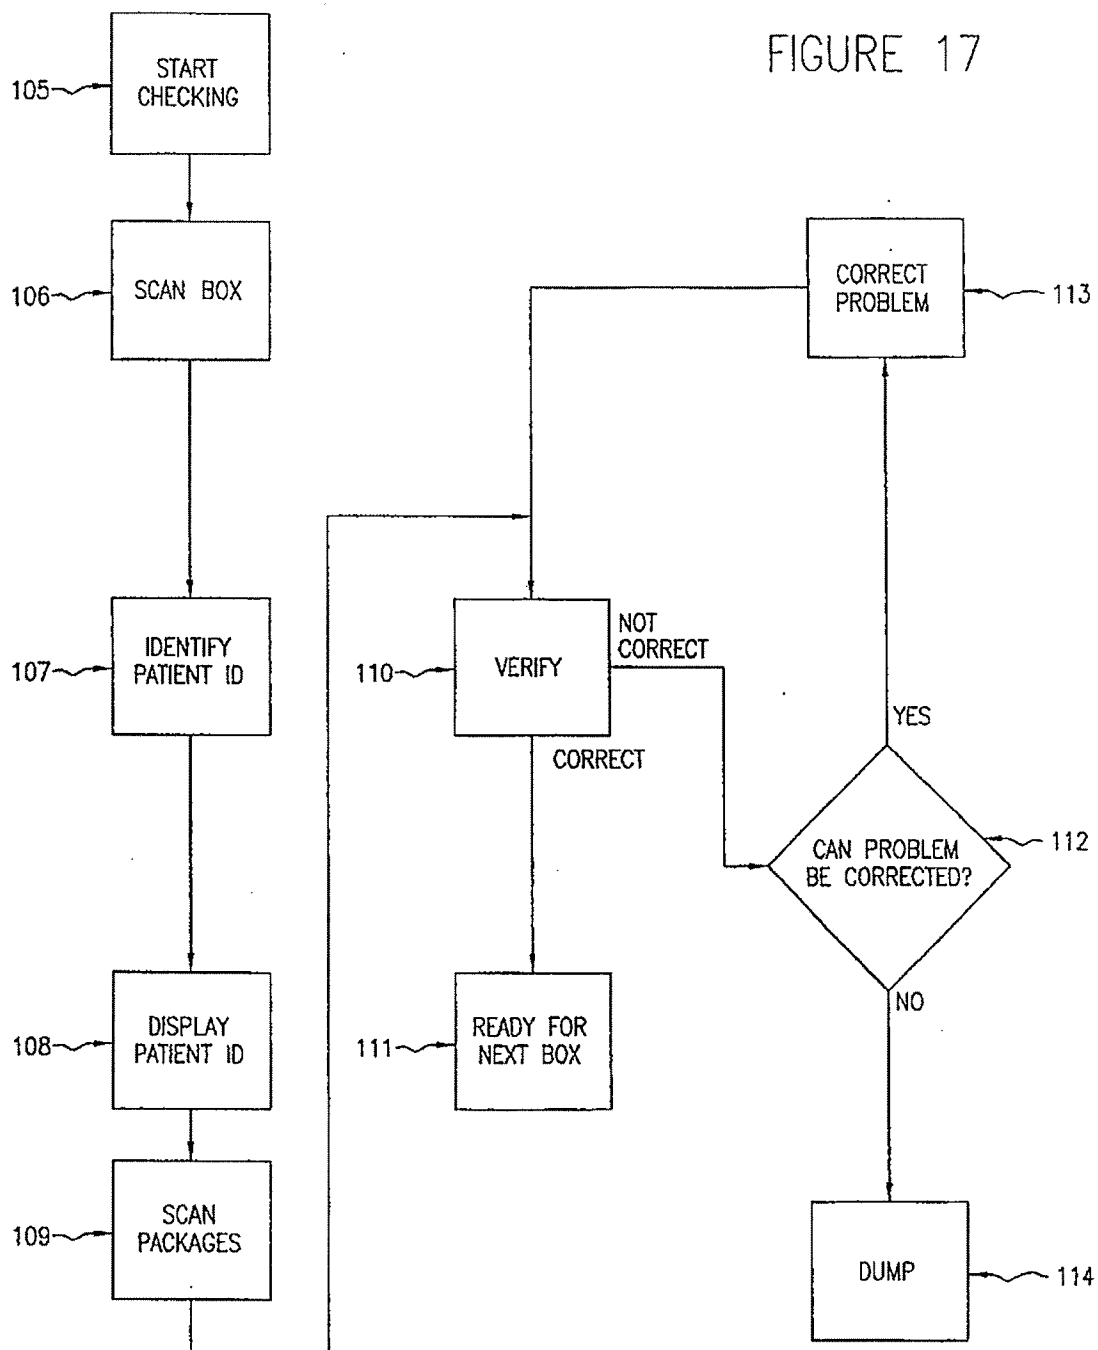 FIGURE 17
105
START
CHECKING
106
SCAN BOX
107
IDENTIFY
PATIENT ID
108
DISPLAY
PATIENT ID
109
SCAN
PACKAGES
110
VERIFY
NOT
CORRECT
CORRECT
111
READY FOR
NEXT BOX
112
CAN PROBLEM
BE CORRECTED?
YES
NO
113
CORRECT
PROBLEM
114
DUMP